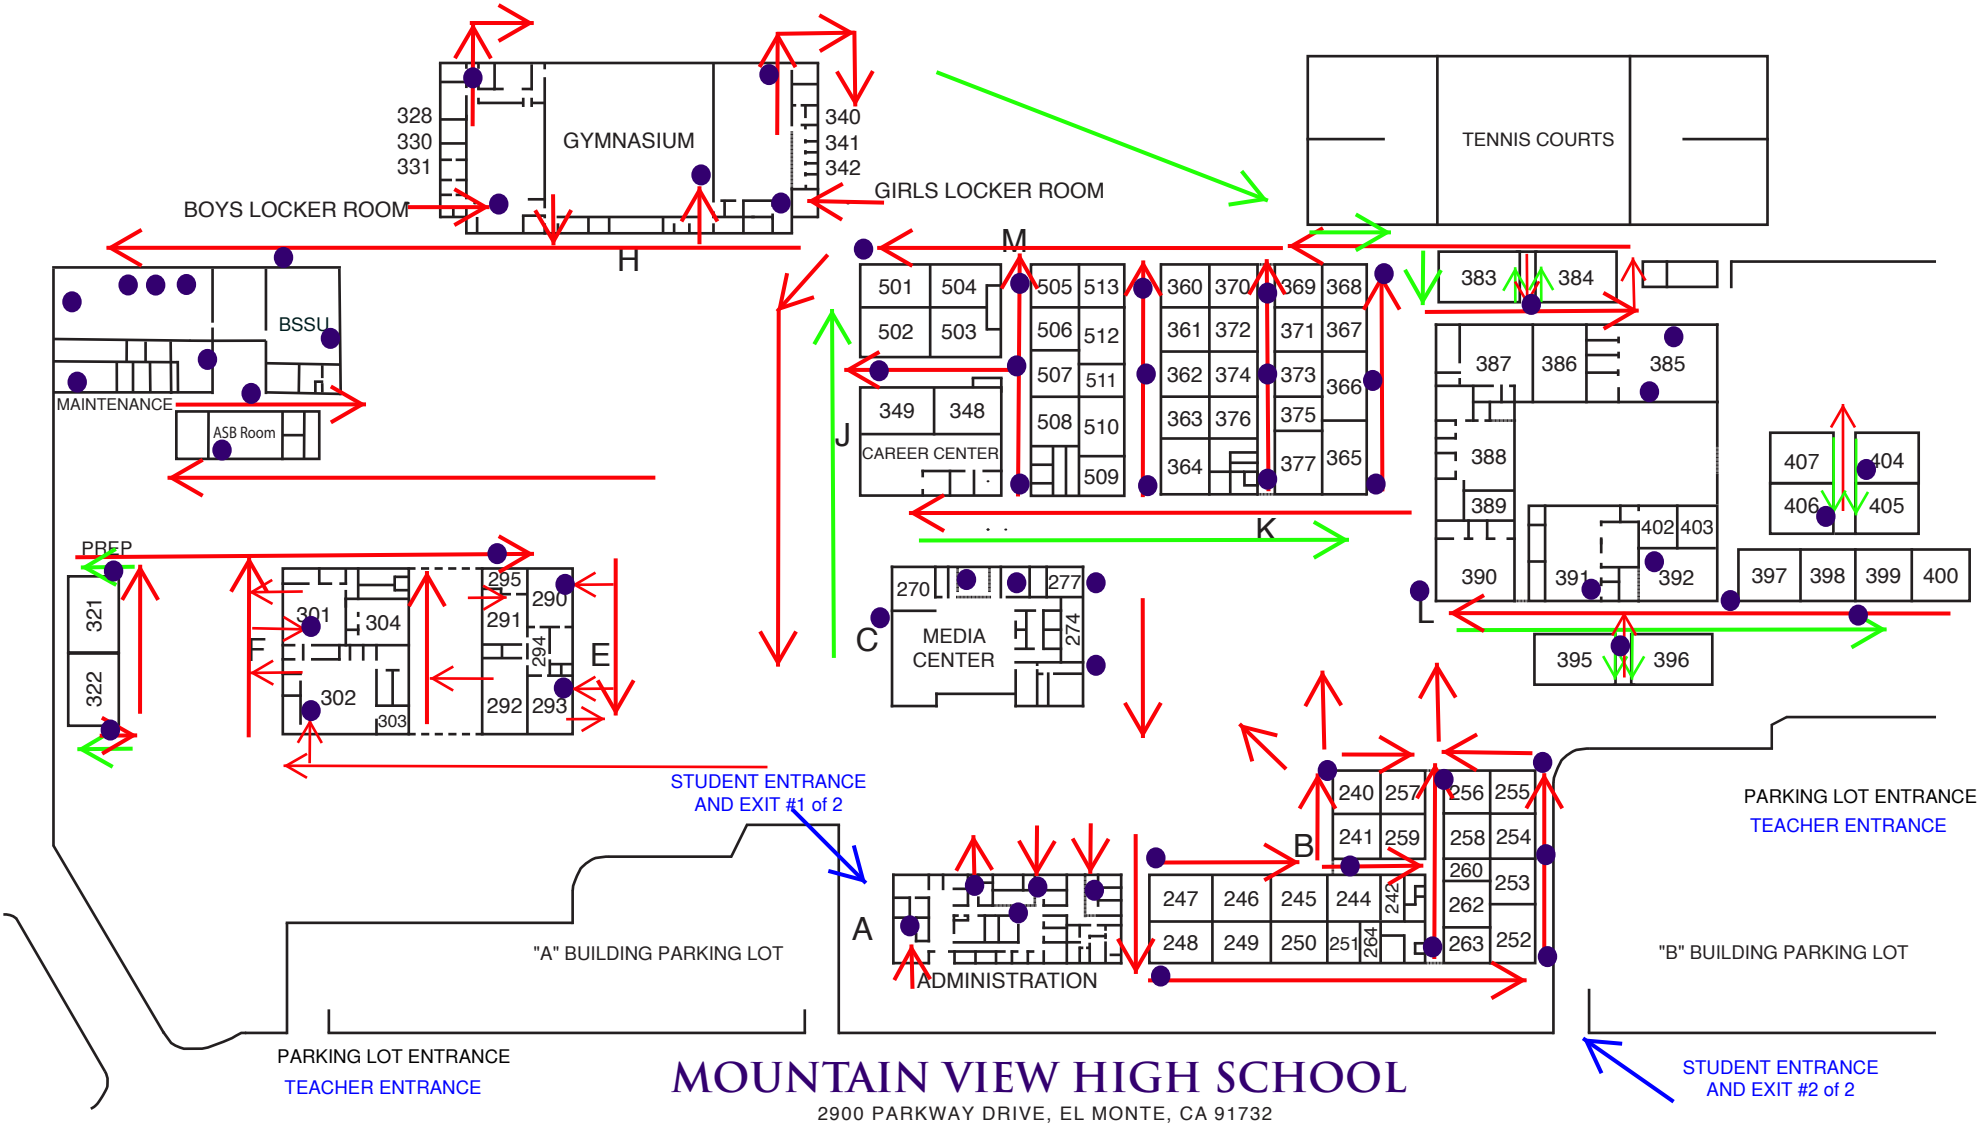 328
330
331
GYMNASIUM
340
341
342
TENNIS COURTS
BOYS LOCKER ROOM
GIRLS LOCKER ROOM
H
M
BSSU
MAINTENANCE
ASB Room
501
504
502
503
349
348
CAREER CENTER
J
505
513
506
512
507
511
508
510
509
360
370
361
372
362
374
363
376
364
369
368
371
367
373
366
375
377
365
K
383
384
387
386
385
388
389
390
402
403
391
392
407
404
406
405
397
398
399
400
L
395
396
PREP
321
322
F
301
304
302
303
295
290
291
294
292
293
E
270
277
274
C
MEDIA
CENTER
STUDENT ENTRANCE
AND EXIT #1 of 2
A
ADMINISTRATION
B
240
257
241
259
247
246
245
244
242
248
249
250
251
264
256
255
258
254
260
253
262
263
252
PARKING LOT ENTRANCE
TEACHER ENTRANCE
"A" BUILDING PARKING LOT
"B" BUILDING PARKING LOT
PARKING LOT ENTRANCE
TEACHER ENTRANCE
STUDENT ENTRANCE
AND EXIT #2 of 2
MOUNTAIN VIEW HIGH SCHOOL
2900 PARKWAY DRIVE, EL MONTE, CA 91732